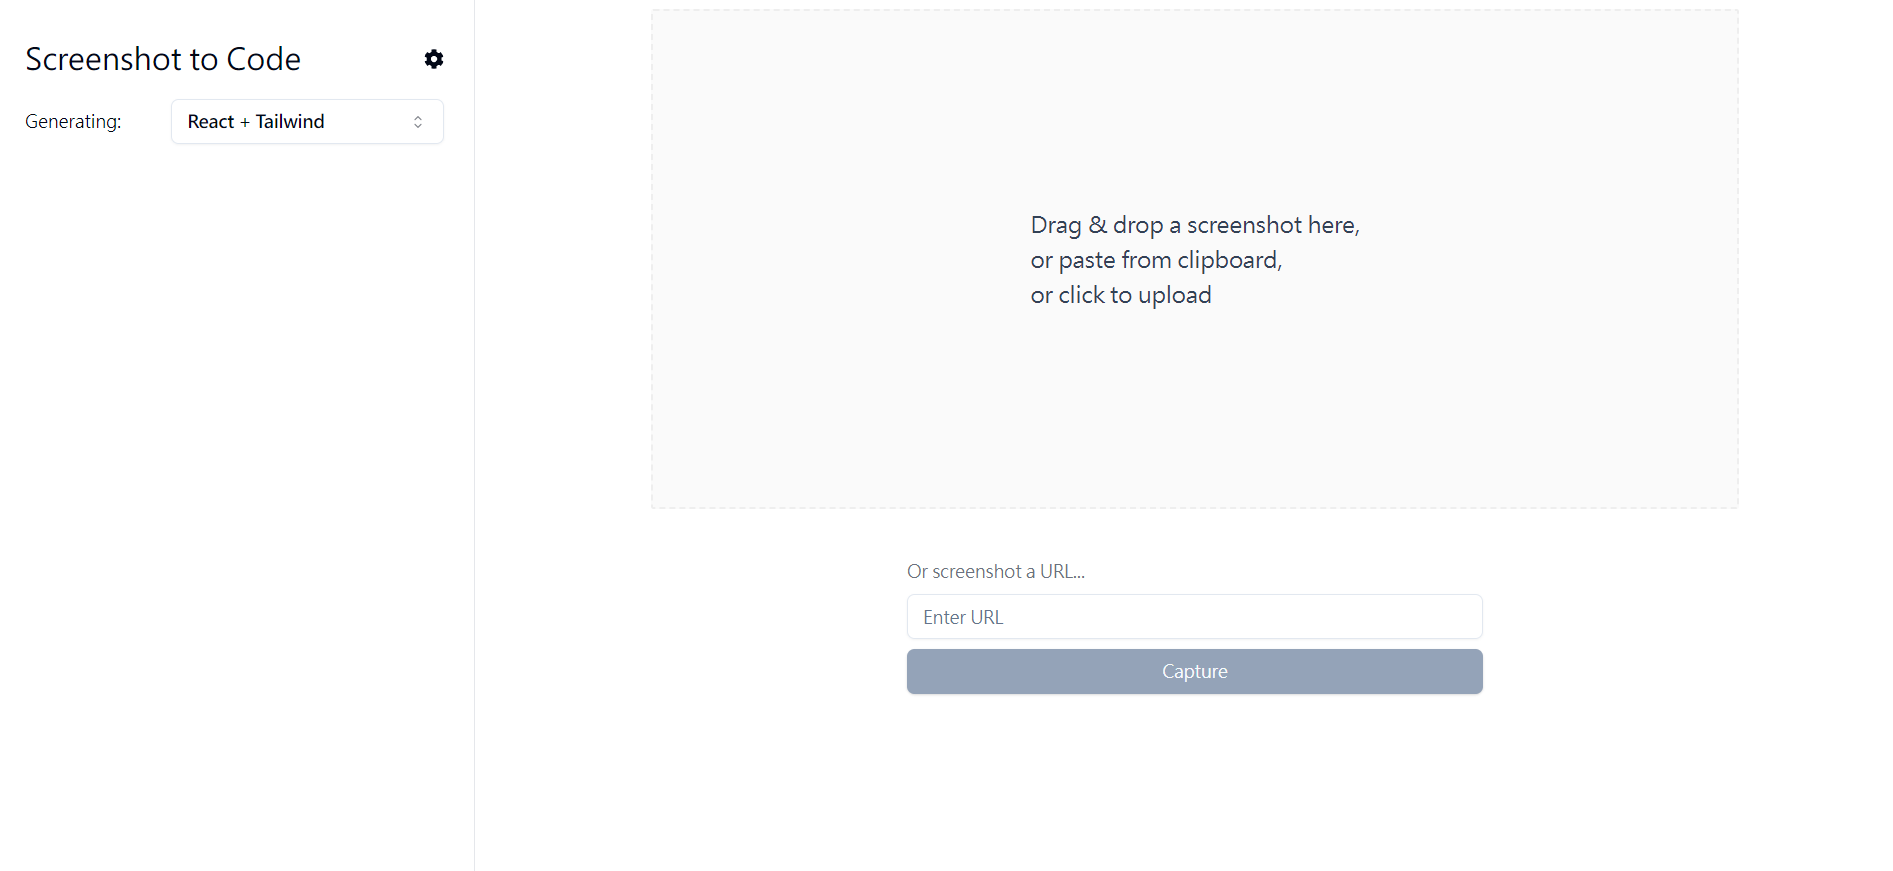 Screenshot to Code
Generating:
React + Tailwind
Drag & drop a screenshot here,
or paste from clipboard,
or click to upload
Or screenshot a URL...
Enter URL
Capture